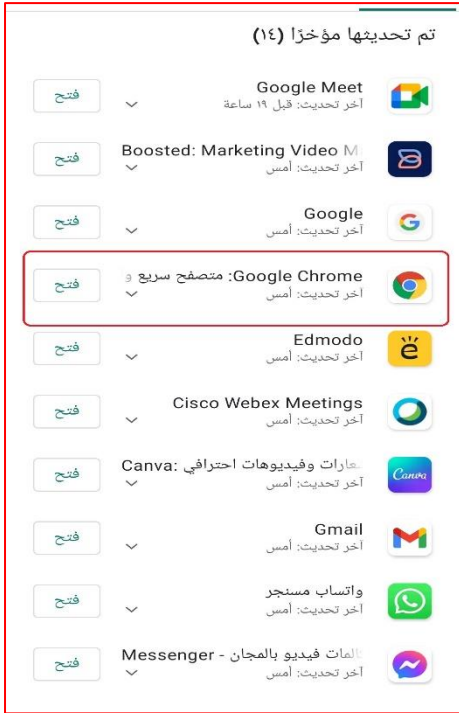 تم تحديثها مؤخرًا (١٤)
Google Meet
آخر تحديث: قبل ١٩ ساعة
فتح
Boosted: Marketing Video M
آخر تحديث: أمس
فتح
Google
آخر تحديث: أمس
فتح
Google Chrome: متصفح سريع و
آخر تحديث: أمس
فتح
Edmodo
آخر تحديث: أمس
فتح
Cisco Webex Meetings
آخر تحديث: أمس
فتح
Canva: وفيديوهات احترافي
آخر تحديث: أمس
Canva
فتح
Gmail
آخر تحديث: أمس
فتح
واتساب مسنجر
آخر تحديث: أمس
فتح
Messenger - فيديو بالمجان
آخر تحديث: أمس
فتح